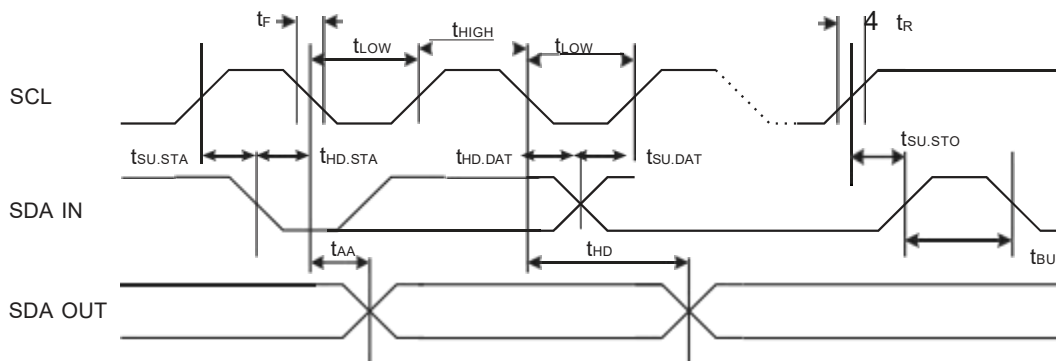 tF
tLOW
tHIGH
tLOW
4 tR
SCL
tSU.STA
tHD.STA
tHD.DAT
tSU.DAT
tSU.STO
SDA IN
tAA
tHD
tBU
SDA OUT